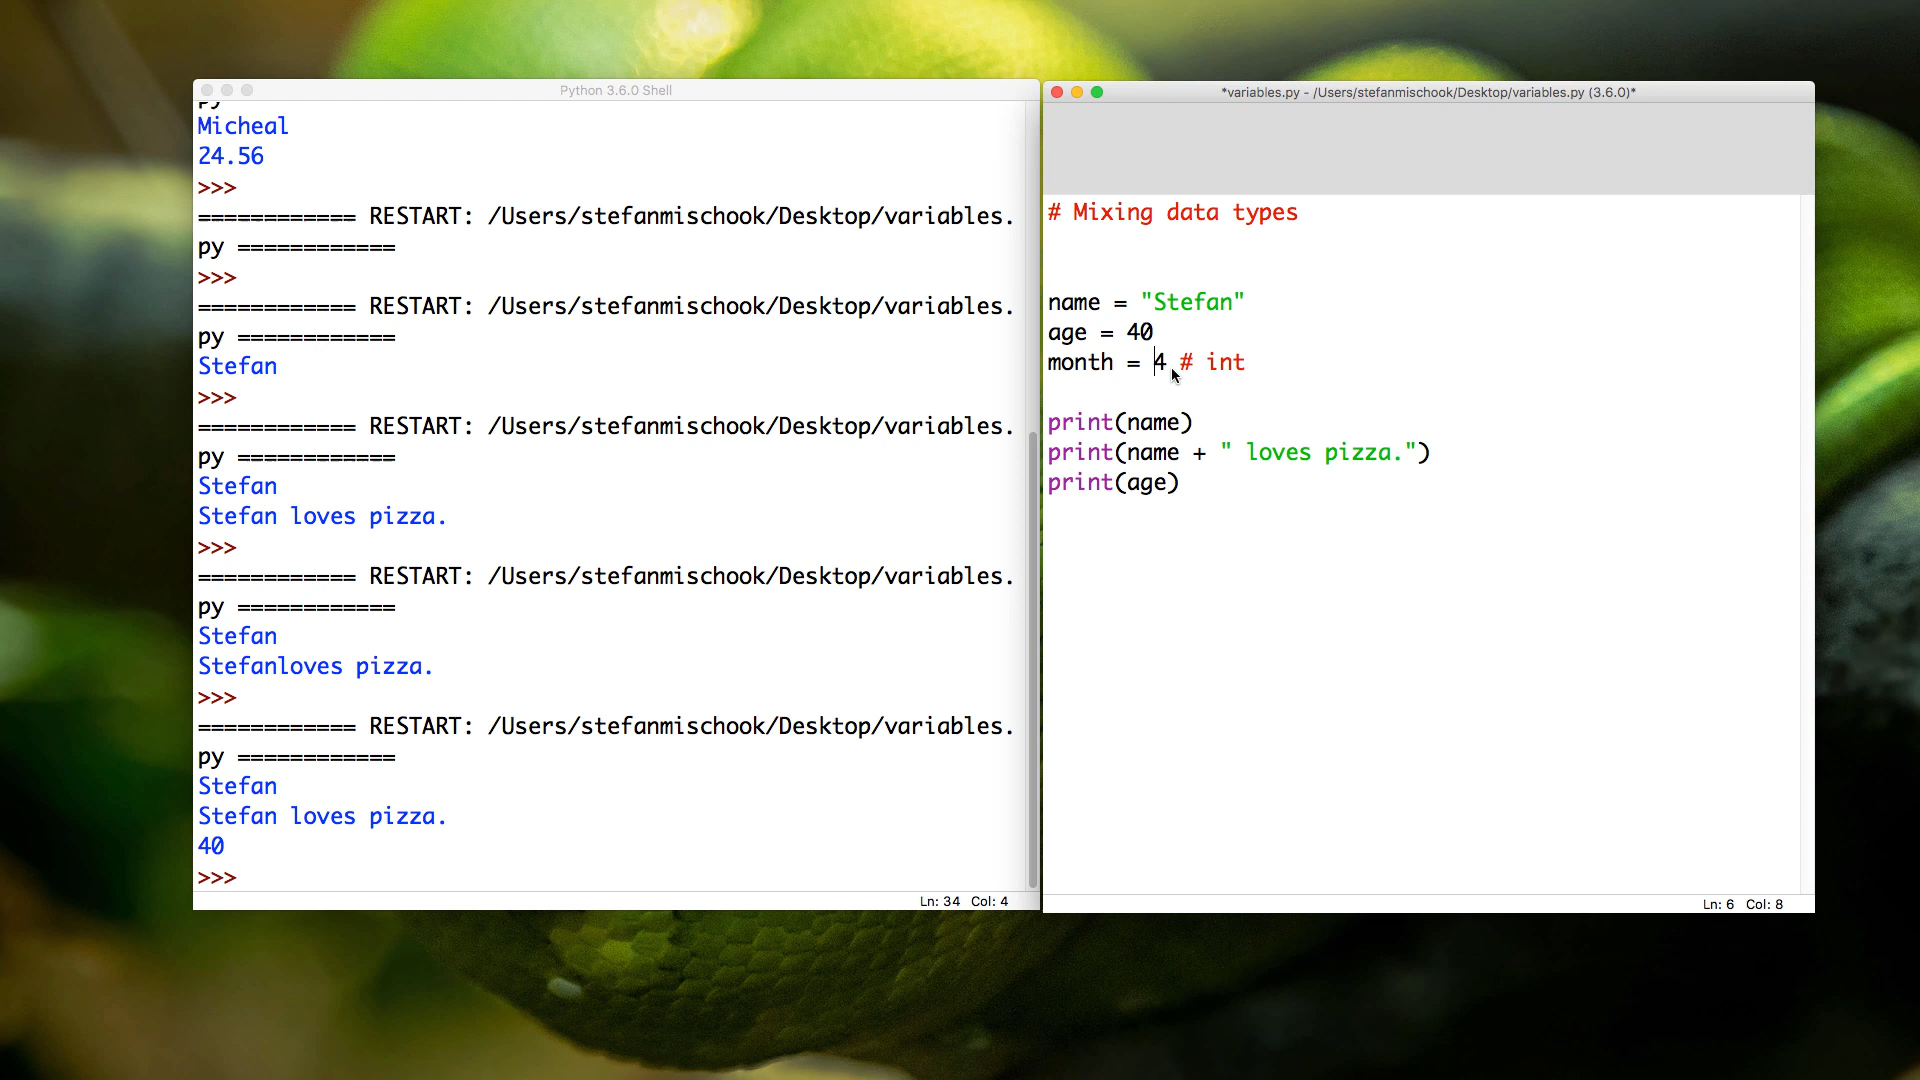 Python 3.6.0 Shell
py
Micheal
24.56
>>>
============ RESTART: /Users/stefanmischook/Desktop/variables.
py ============
>>>
============ RESTART: /Users/stefanmischook/Desktop/variables.
py ============
Stefan
>>>
============ RESTART: /Users/stefanmischook/Desktop/variables.
py ============
Stefan
Stefan loves pizza.
>>>
============ RESTART: /Users/stefanmischook/Desktop/variables.
py ============
Stefan
Stefanloves pizza.
>>>
============ RESTART: /Users/stefanmischook/Desktop/variables.
py ============
Stefan
Stefan loves pizza.
40
>>>
Ln: 34 Col: 4
*variables.py - /Users/stefanmischook/Desktop/variables.py (3.6.0)*
# Mixing data types
name = "Stefan"
age = 40
month = 4 # int
print(name)
print(name + " loves pizza.")
print(age)
Ln: 6 Col: 8